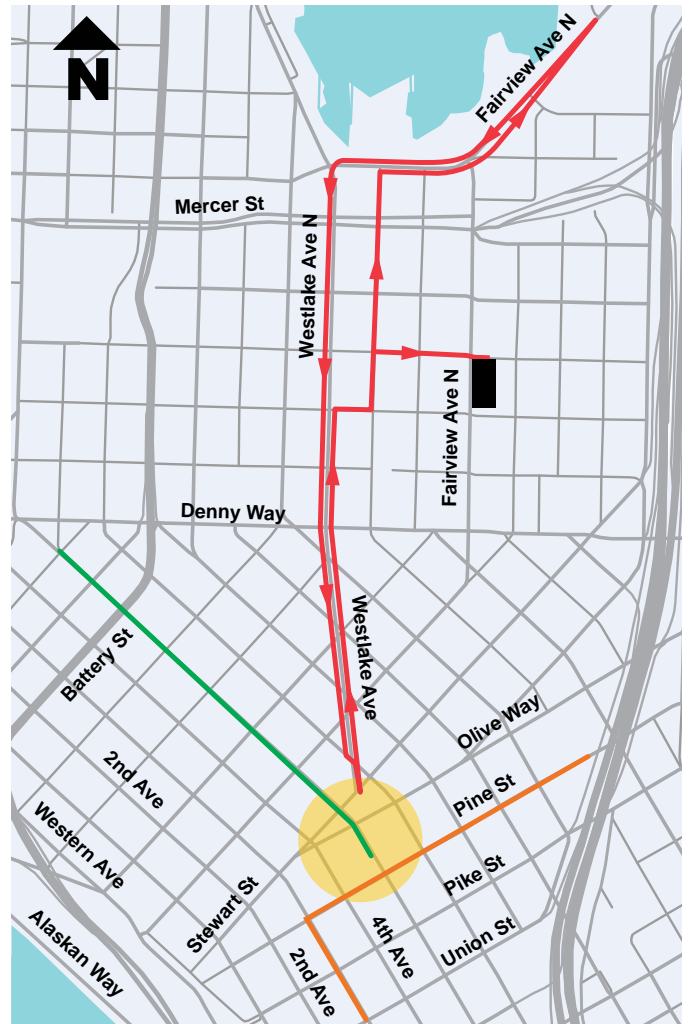 Fairview Ave N
N
Mercer St
Westlake Ave N
Fairview Ave N
Denny Way
Westlake Ave
Battery St
Olive Way
2nd Ave
Pine St
Western Ave
Pike St
Stewart St
4th Ave
Union St
Alaskan Way
2nd Ave